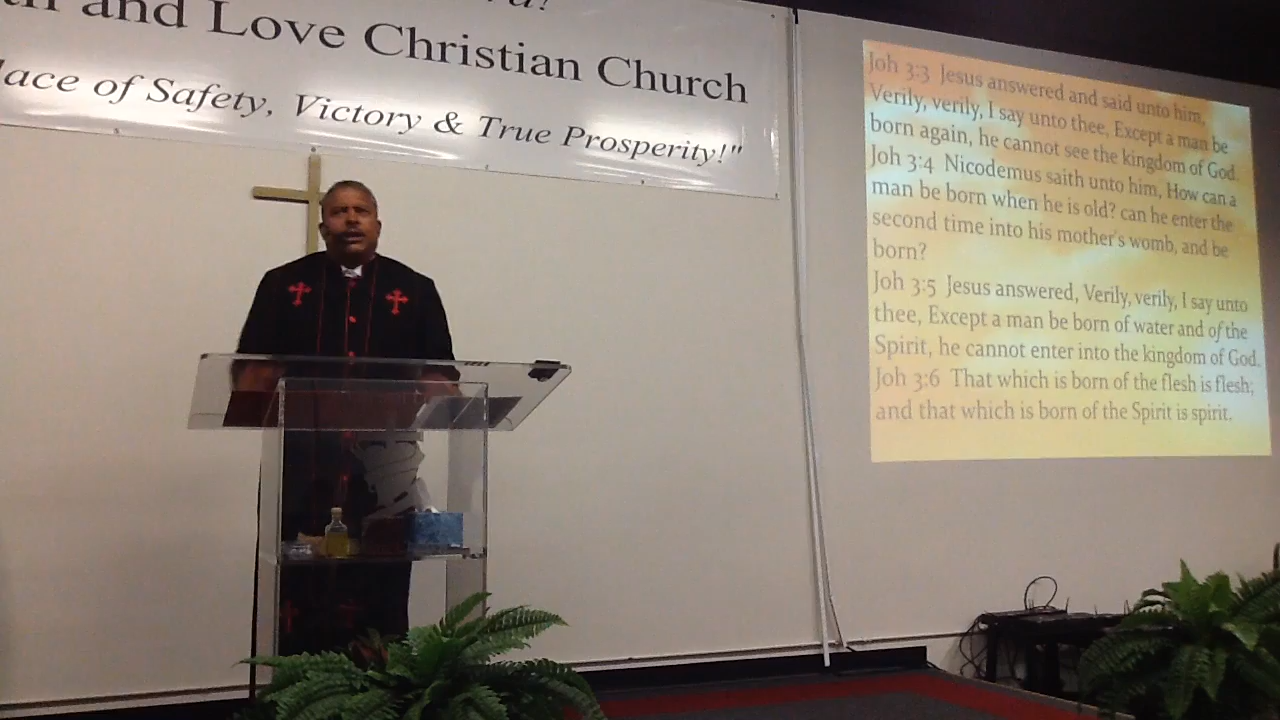 and Love Christian Church
of Safety, Victory & True Prosperity!"
Joh 3:3 Jesus answered and said unto him,
Verily, verily, I say unto thee, Except a man be
born again, he cannot see the kingdom of God.
Joh 3:4 Nicodemus saith unto him, How can a
man be born when he is old? can he enter the
second time into his mother's womb, and be
born?
Joh 3:5 Jesus answered, Verily, verily, I say unto
thee, Except a man be born of water and of the
Spirit, he cannot enter into the kingdom of God.
Joh 3:6 That which is born of the flesh is flesh;
and that which is born of the Spirit is spirit.